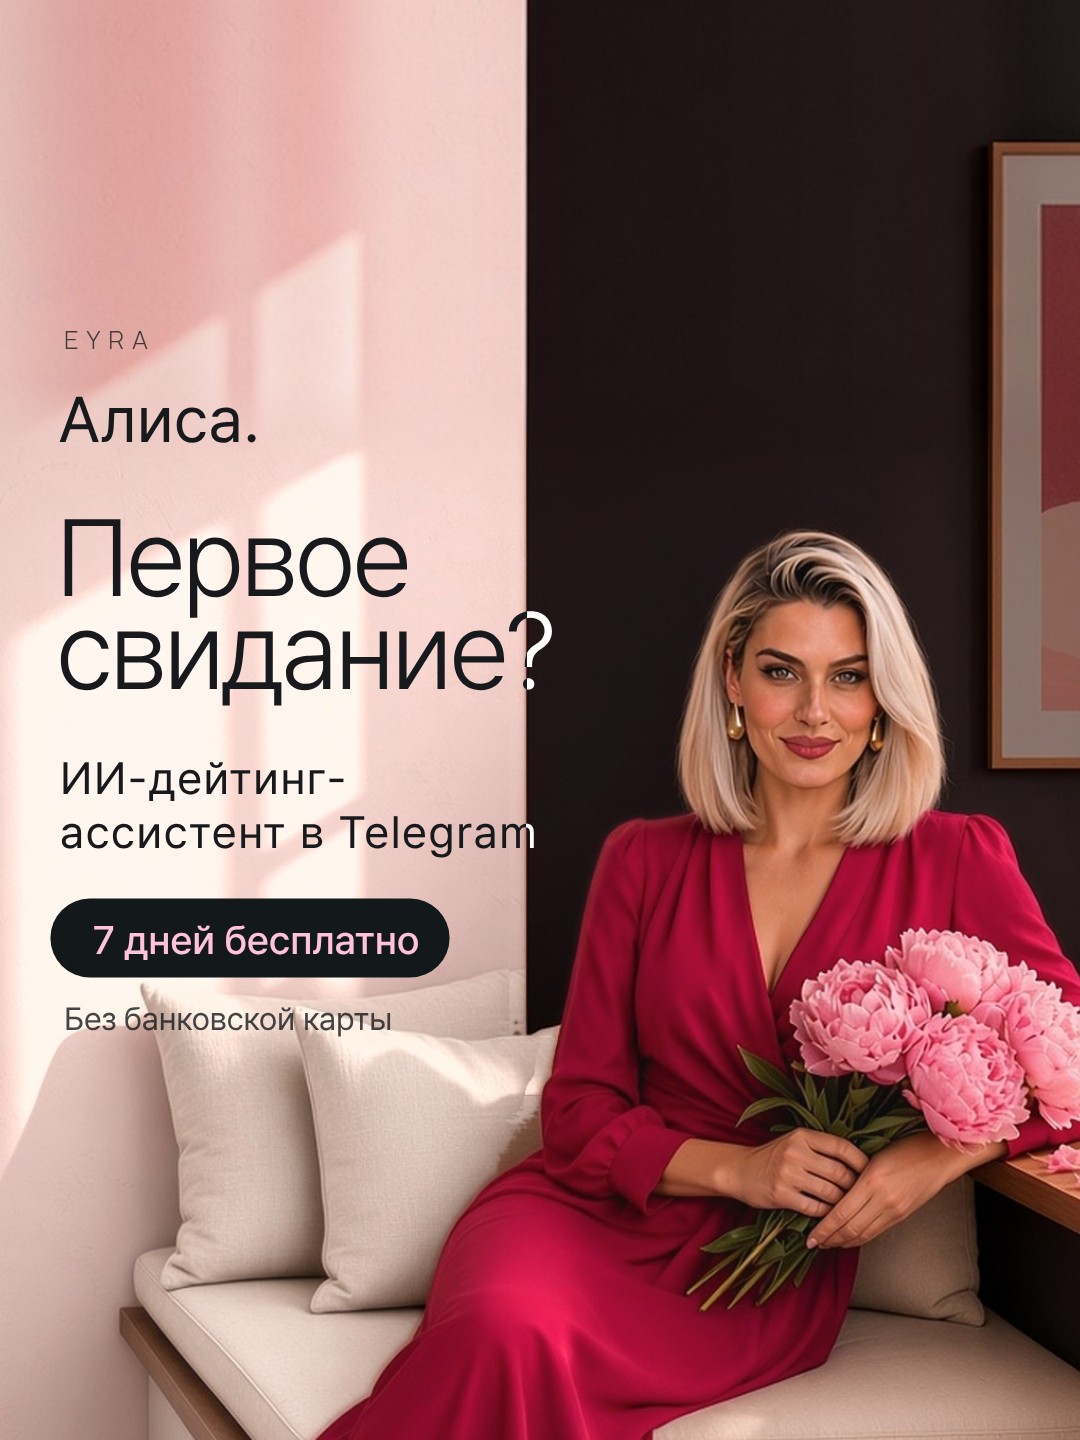 EYRA
Алиса.
Первое
свидание?
ИИ-дейтинг-
ассистент в Telegram
7 дней бесплатно
Без банковской карты